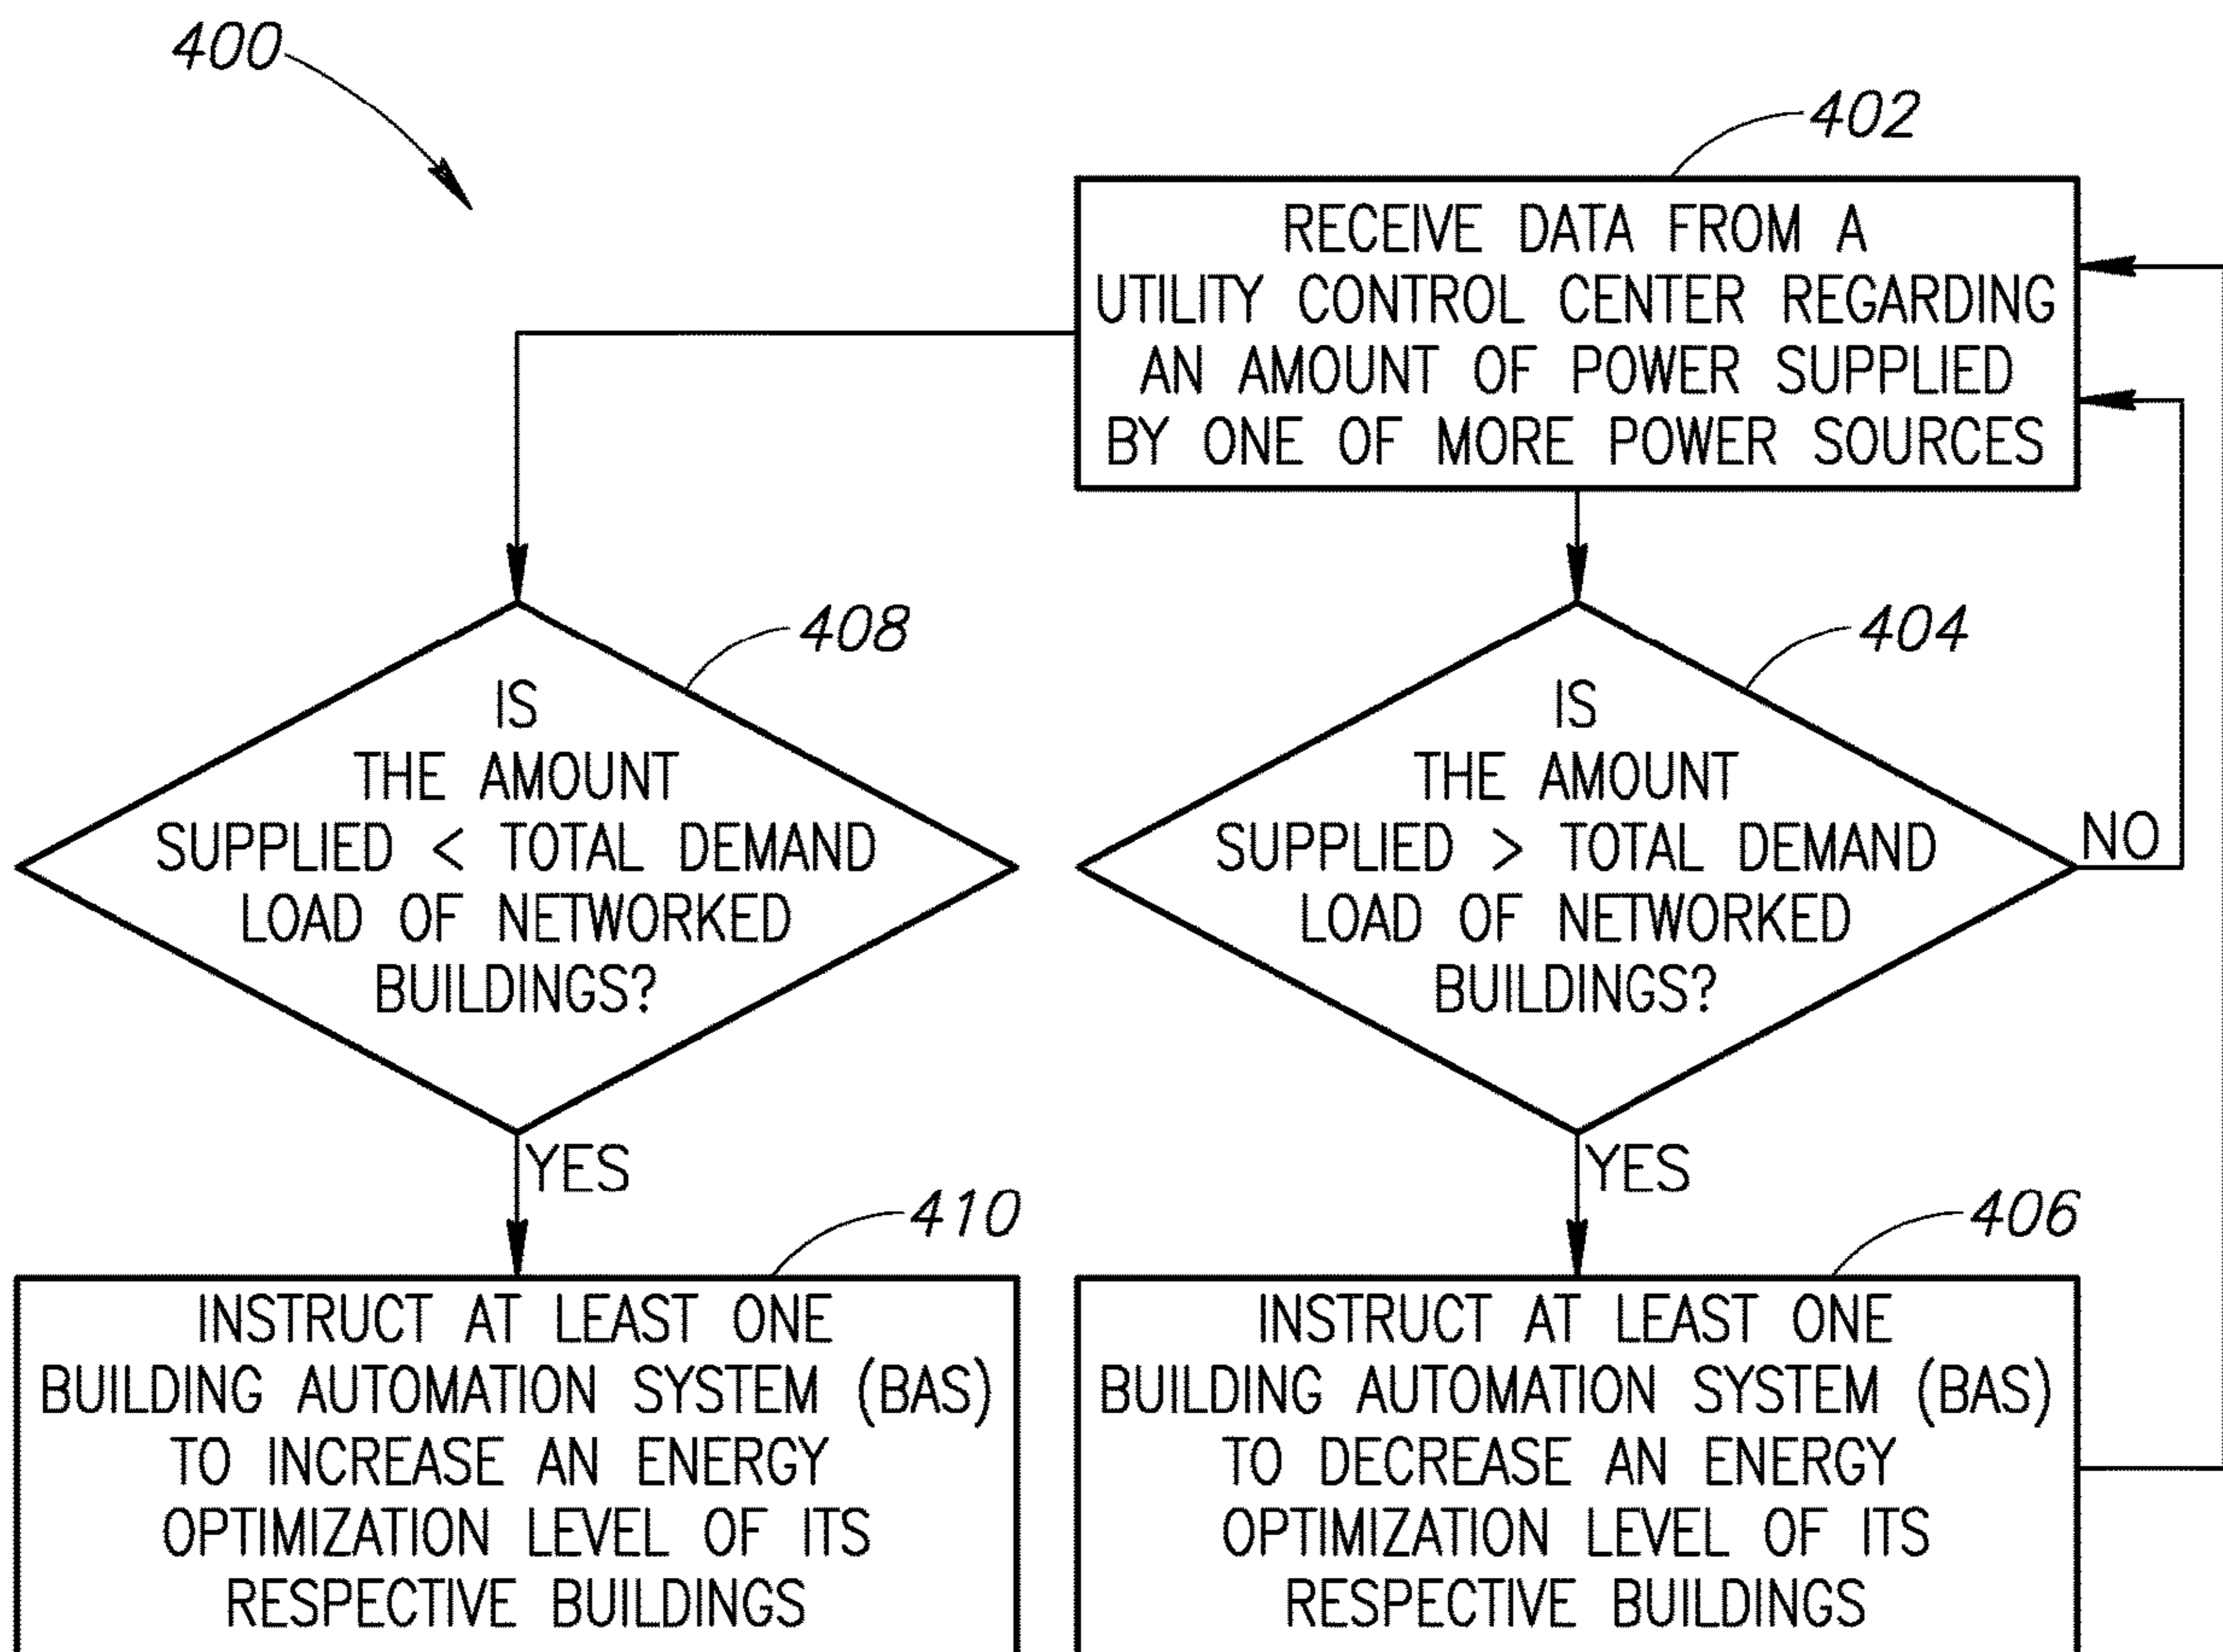 400
402
RECEIVE DATA FROM A
UTILITY CONTROL CENTER REGARDING
AN AMOUNT OF POWER SUPPLIED
BY ONE OF MORE POWER SOURCES
408
IS
THE AMOUNT
SUPPLIED < TOTAL DEMAND
LOAD OF NETWORKED
BUILDINGS?
YES
404
IS
THE AMOUNT
SUPPLIED > TOTAL DEMAND
LOAD OF NETWORKED
BUILDINGS?
NO
YES
410
INSTRUCT AT LEAST ONE
BUILDING AUTOMATION SYSTEM (BAS)
TO INCREASE AN ENERGY
OPTIMIZATION LEVEL OF ITS
RESPECTIVE BUILDINGS
406
INSTRUCT AT LEAST ONE
BUILDING AUTOMATION SYSTEM (BAS)
TO DECREASE AN ENERGY
OPTIMIZATION LEVEL OF ITS
RESPECTIVE BUILDINGS